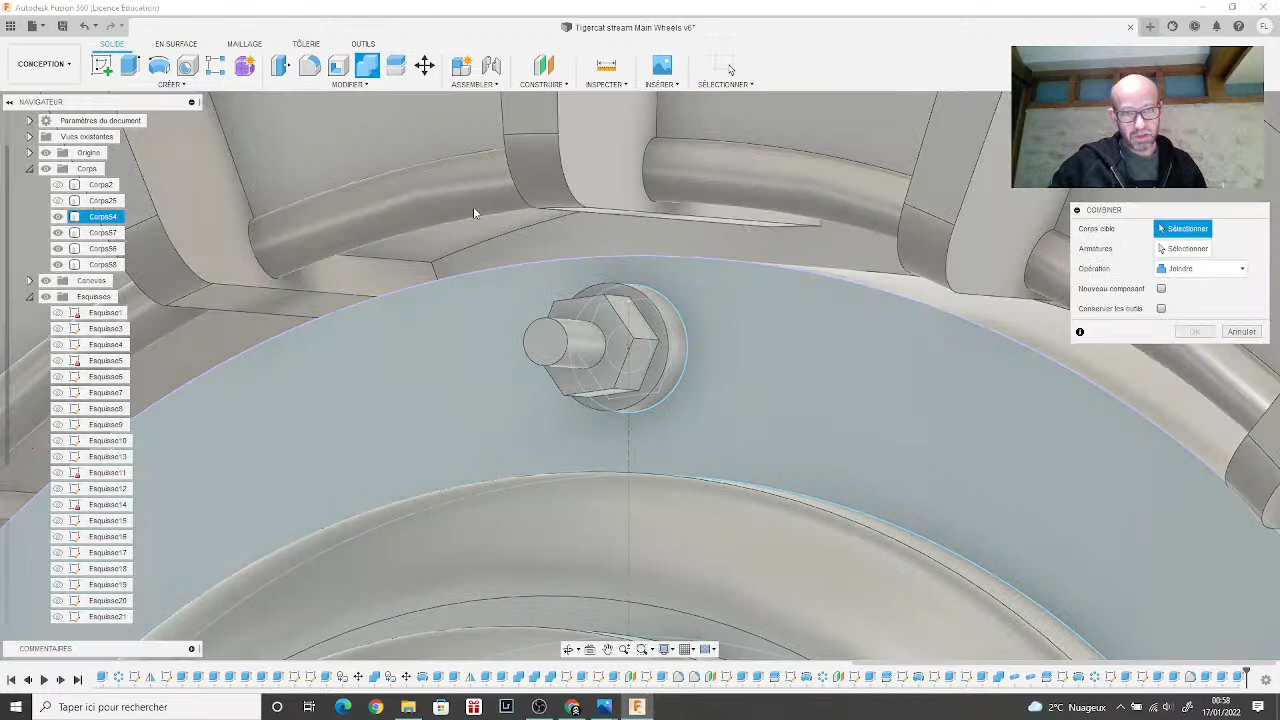 Autodesk Fusion 360 (Licence Education)
Tigercat stream Main Wheels v6*
FL
SOLIDE
EN SURFACE
MAILLAGE
TÔLERIE
OUTILS
CONCEPTION
CRÉER
MODIFIER
ASSEMBLER
CONSTRUIRE
INSPECTER
INSÉRER
SÉLECTIONNER
NAVIGATEUR
Paramètres du document
Vues existantes
Origine
Corps
Corps2
Corps25
Corps54
Corps57
Corps56
Corps58
Canevas
Esquisses
Esquisse1
Esquisse3
Esquisse4
Esquisse5
Esquisse6
Esquisse7
Esquisse8
Esquisse9
Esquisse10
Esquisse13
Esquisse11
Esquisse12
Esquisse14
Esquisse15
Esquisse16
Esquisse17
Esquisse18
Esquisse19
Esquisse20
Esquisse21
COMBINER
Corps cible
Sélectionner
Armatures
Sélectionner
Opération
Joindre
Nouveau composant
Conserver les outils
OK
Annuler
COMMENTAIRES
Taper ici pour rechercher
2°C Nuageux
00:58
17/01/2022